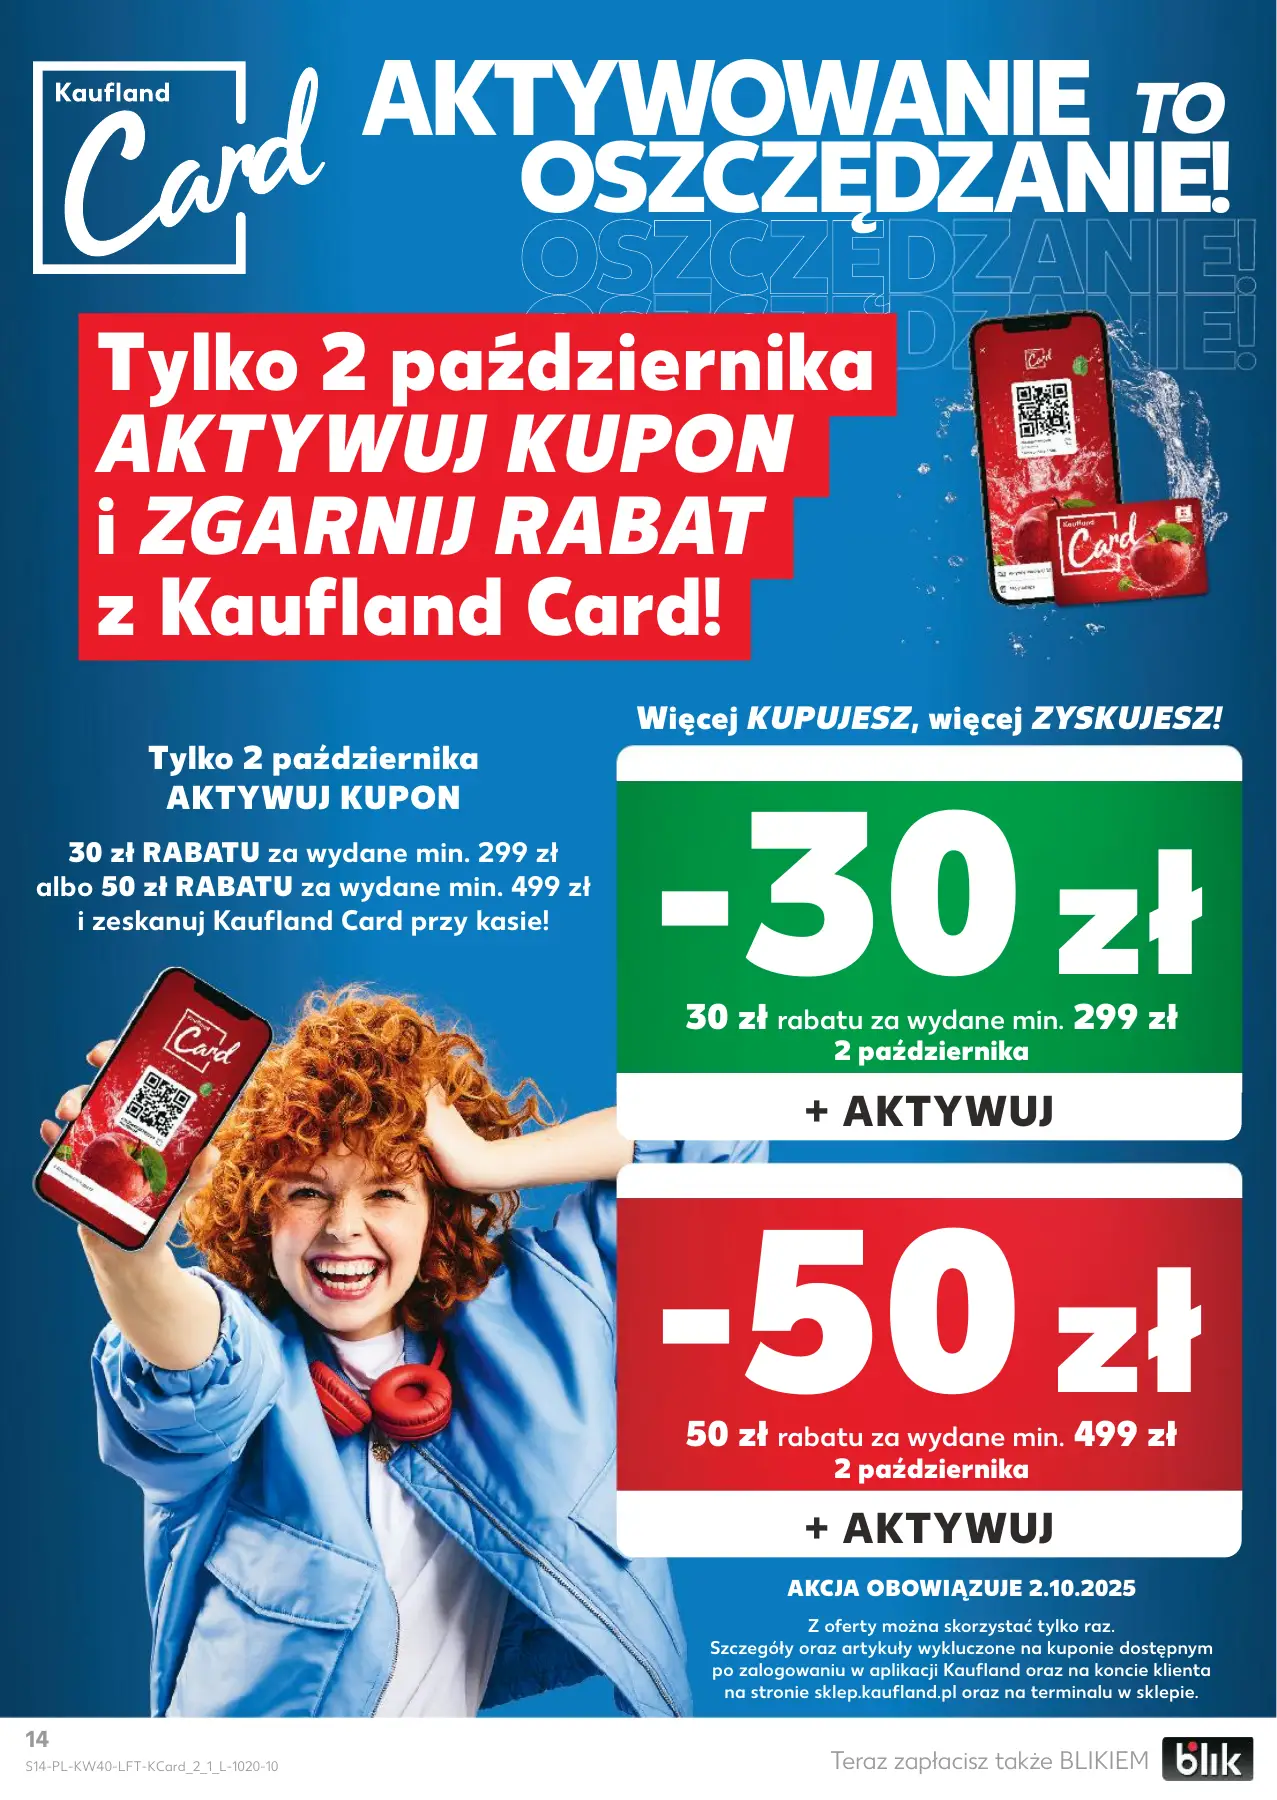 Kaufland
Card
AKTYWOWANIE TO
OSZCZĘDZANIE!
OSZCZĘDZANIE!
OSZCZĘDZANIE!
Tylko 2 października
AKTYWUJ KUPON
i ZGARNIJ RABAT
z Kaufland Card!
Card
Kaufland
Card
Więcej KUPUJESZ, więcej ZYSKUJESZ!
Tylko 2 października
AKTYWUJ KUPON
30 zł RABATU za wydane min. 299 zł
albo 50 zł RABATU za wydane min. 499 zł
i zeskanuj Kaufland Card przy kasie!
Kaufland
Card
-30 zł
30 zł rabatu za wydane min. 299 zł
2 października
+ AKTYWUJ
-50 zł
50 zł rabatu za wydane min. 499 zł
2 października
+ AKTYWUJ
AKCJA OBOWIĄZUJE 2.10.2025
Z oferty można skorzystać tylko raz.
Szczegóły oraz artykuły wykluczone na kuponie dostępnym
po zalogowaniu w aplikacji Kaufland oraz na koncie klienta
na stronie sklep.kaufland.pl oraz na terminalu w sklepie.
14
S14-PL-KW40-LFT-KCard_2_1_L-1020-10
Teraz zapłacisz także BLIKIEM
blik